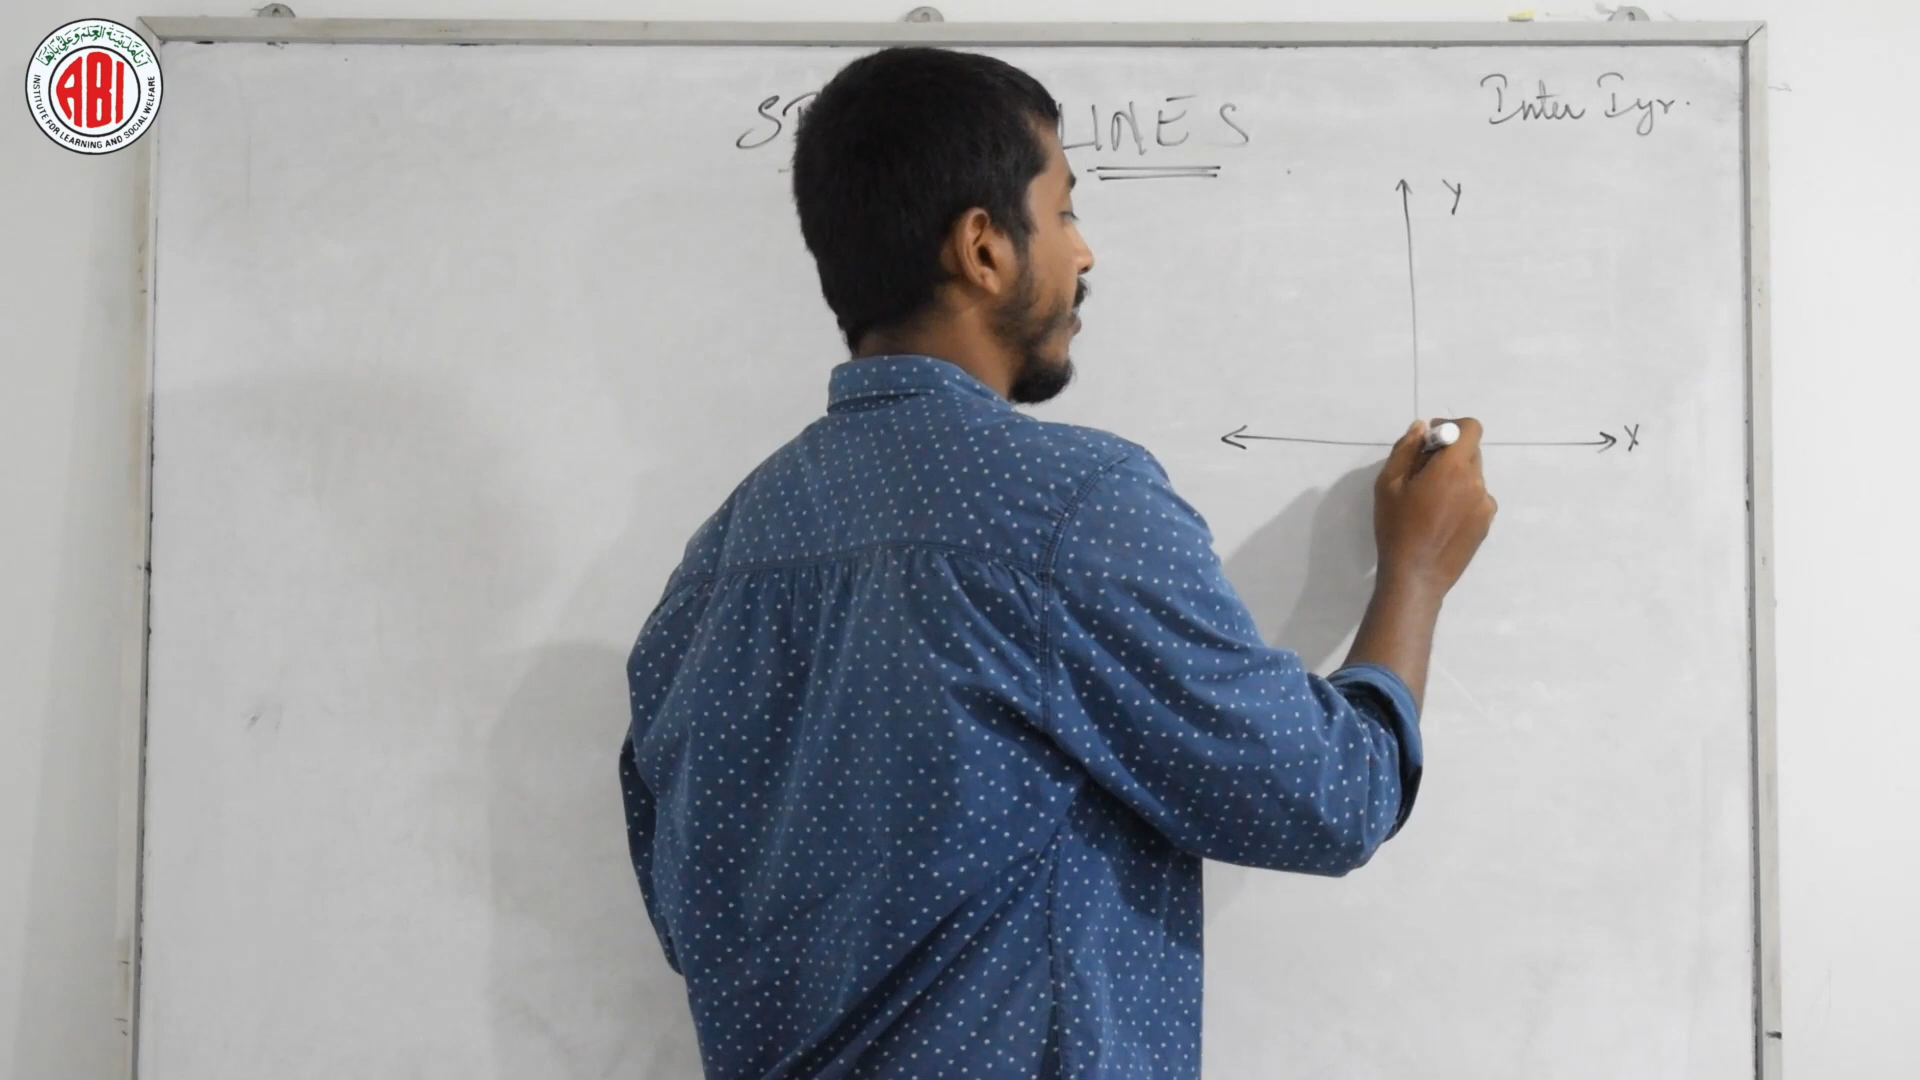 ABI
INSTITUTE FOR LEARNING AND SOCIAL WELFARE
LINES
Inter Iyr.
Y
X